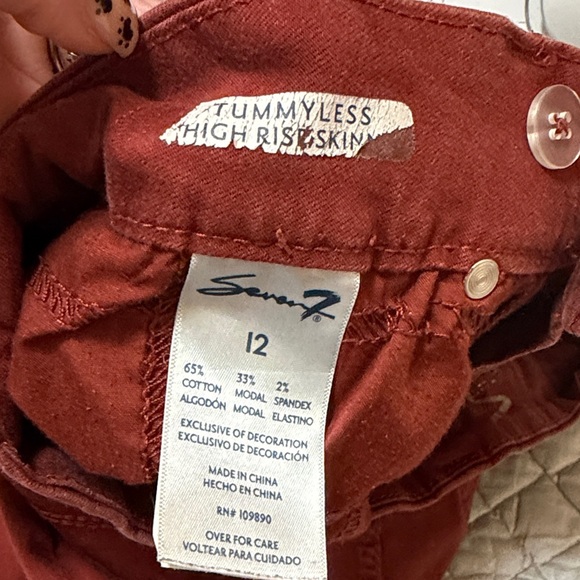 TUMMYLESS
HIGH RISE SKINNY
Seven7®
12
65% 33% 2%
COTTON MODAL SPANDEX
ALGODÓN MODAL ELASTINO
EXCLUSIVE OF DECORATION
EXCLUSIVO DE DECORACIÓN
MADE IN CHINA
HECHO EN CHINA
RN# 109890
OVER FOR CARE
VOLTEAR PARA CUIDADO